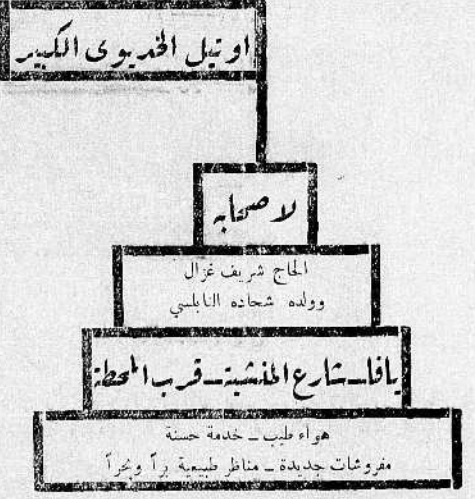 اوتيل الخديوى الكبير
لاصحابه
الحاج شريف غزال
وولده شحاده النابلسي
يافا ـ شارع المنشية ـ قرب المحطة
هواء طيب ـ خدمة حسنة
مفروشات جديدة ـ مناظر طبيعية براً وبحراً